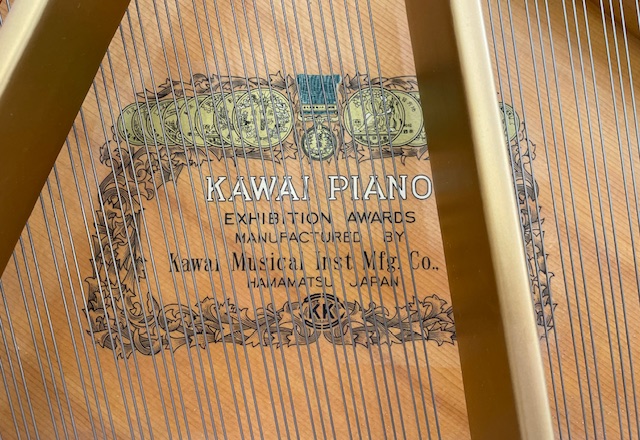 KAWAI PIANO
EXHIBITION AWARDS
MANUFACTURED BY
Kawai Musical Inst Mfg. Co.,
HAMAMATSU JAPAN
KK